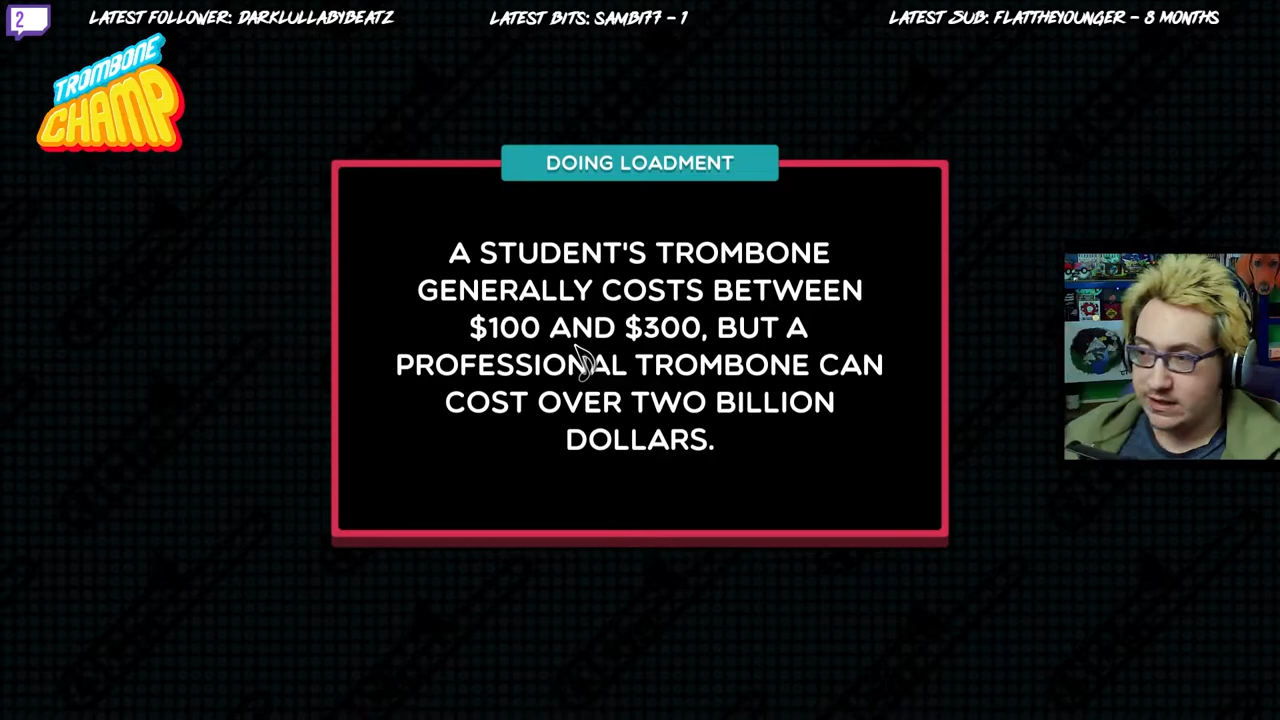 2
LATEST FOLLOWER: DARKLULLABYBEATZ
LATEST BITS: SAMBI77 - 1
LATEST SUB: FLATTHEYOUNGER - 8 MONTHS
TROMBONE
CHAMP
DOING LOADMENT
A STUDENT'S TROMBONE
GENERALLY COSTS BETWEEN
$100 AND $300, BUT A
PROFESSIONAL TROMBONE CAN
COST OVER TWO BILLION
DOLLARS.